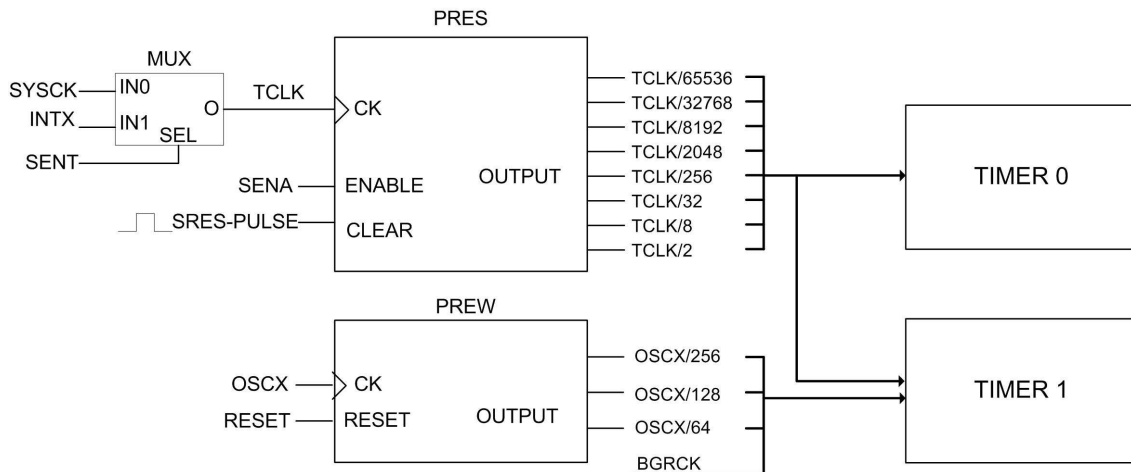 PRES
MUX
SYSCK
IN0
INTX
IN1
O
SEL
SENT
TCLK
CK
SENA
ENABLE
SRES-PULSE
CLEAR
OUTPUT
TCLK/65536
TCLK/32768
TCLK/8192
TCLK/2048
TCLK/256
TCLK/32
TCLK/8
TCLK/2
TIMER 0
PREW
OSCX
CK
RESET
RESET
OUTPUT
OSCX/256
OSCX/128
OSCX/64
BGRCK
TIMER 1